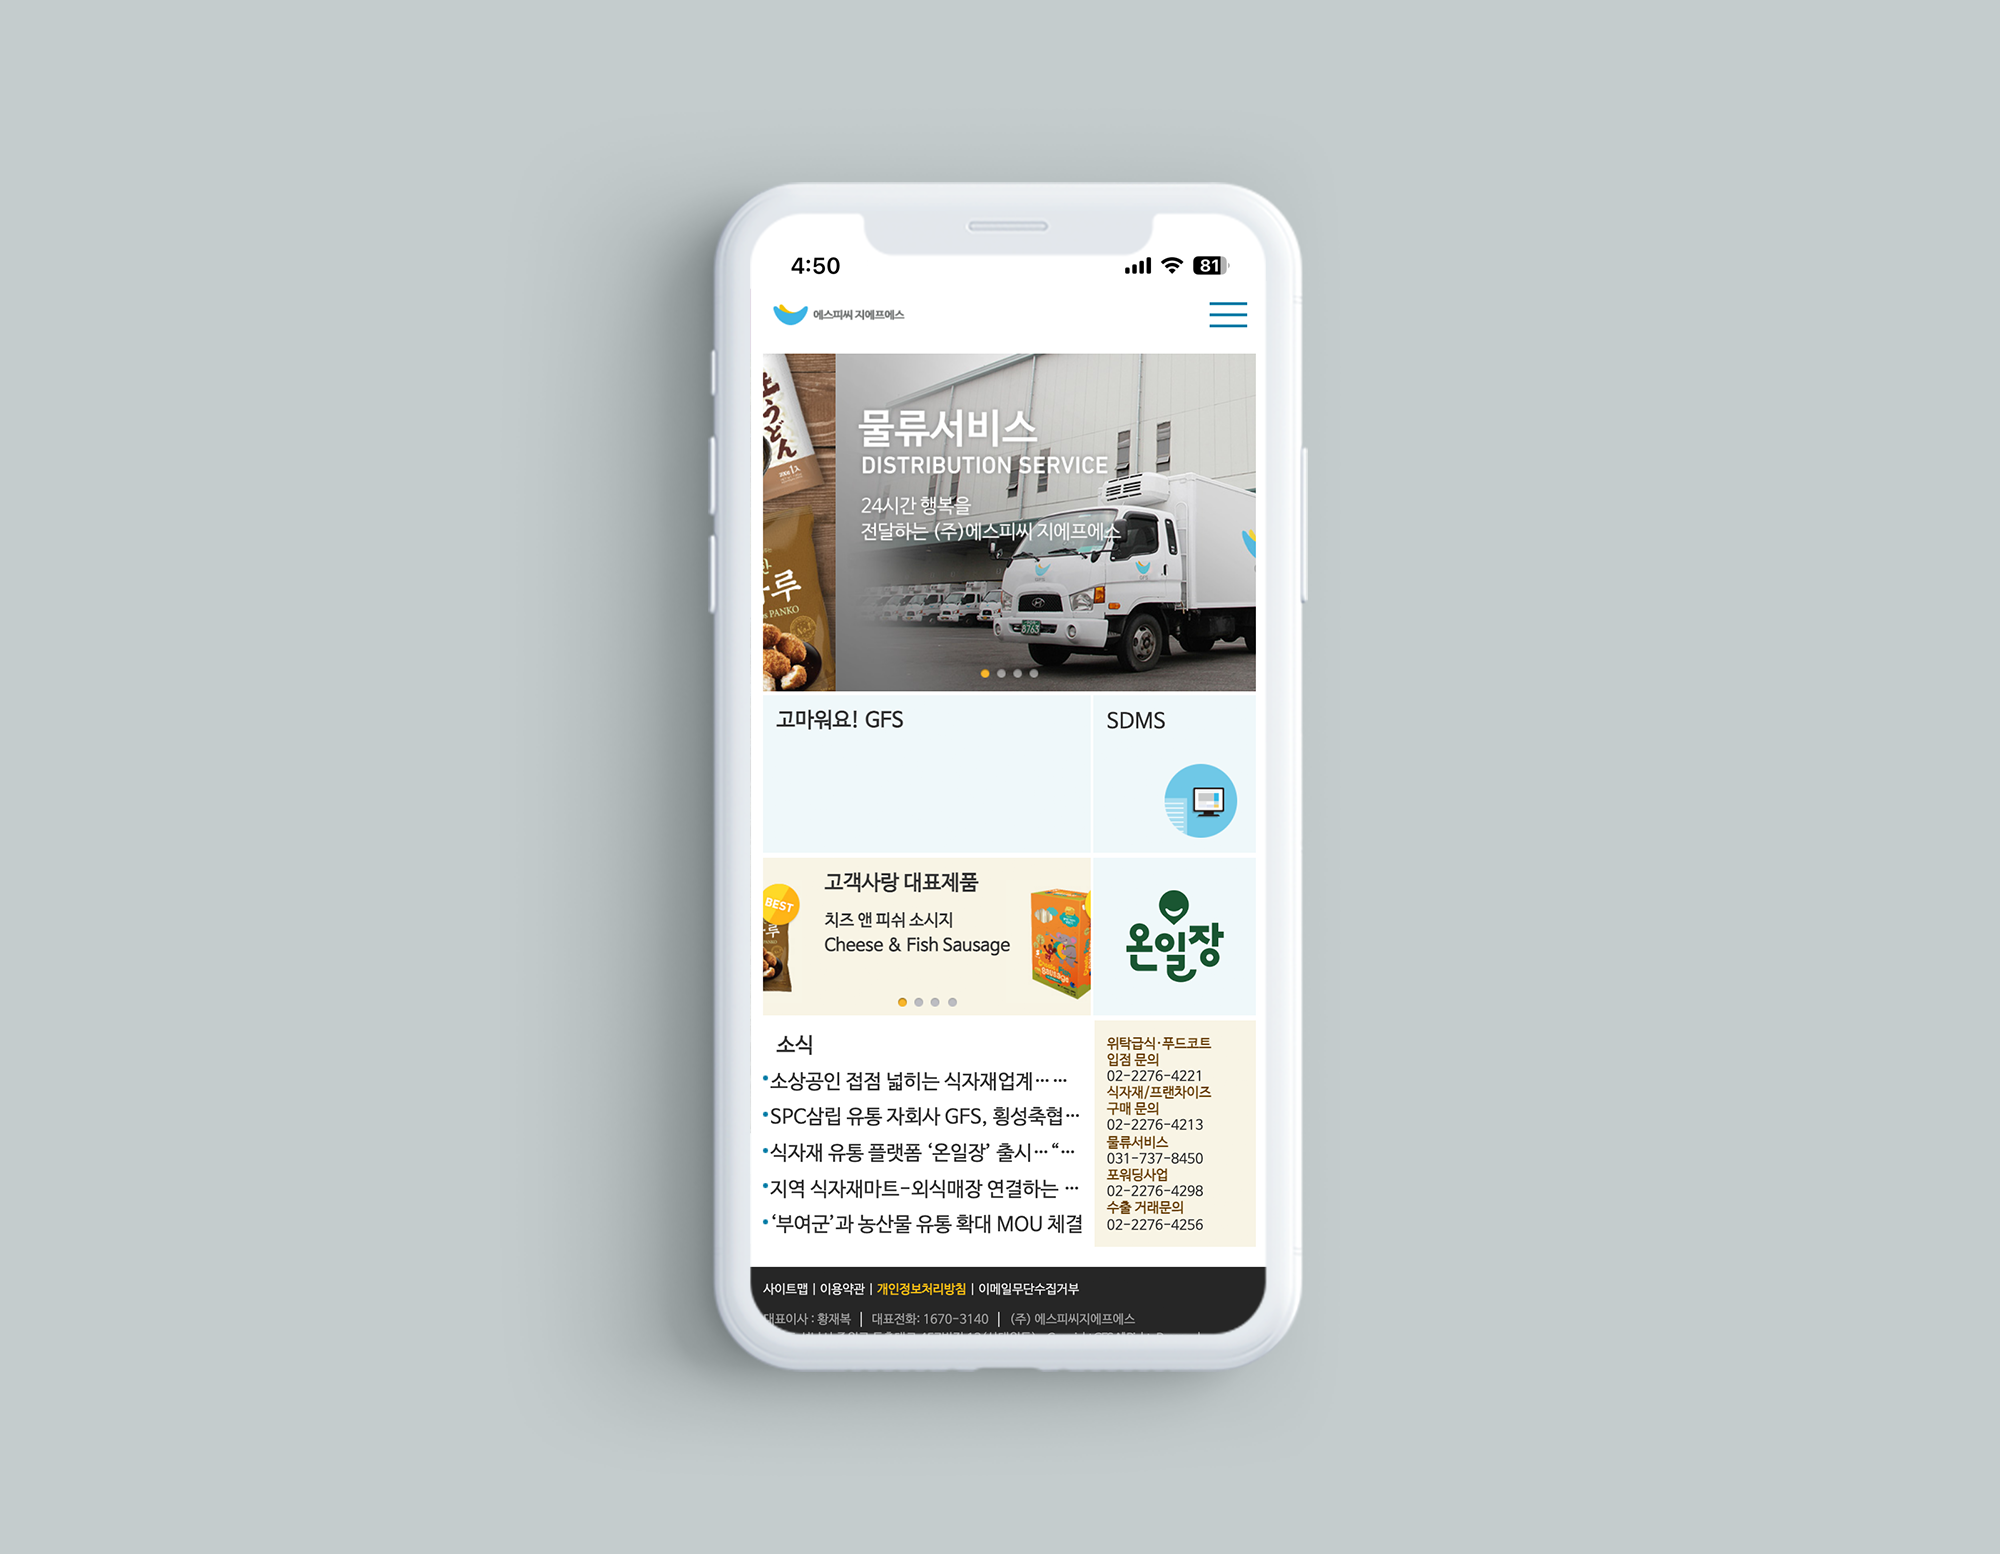 4:50
81
에스피씨 지에프에스
生うどん
1人
루
PANKO
물류서비스
DISTRIBUTION SERVICE
24시간 행복을
전달하는 (주)에스피씨 지에프에스
8763
고마워요! GFS
SDMS
BEST
루
고객사랑 대표제품
치즈 앤 피쉬 소시지
Cheese & Fish Sausage
온일장
소식
소상공인 접점 넓히는 식자재업계⋯ ⋯
SPC삼립 유통 자회사 GFS, 횡성축협⋯
식자재 유통 플랫폼 ‘온일장’ 출시⋯“⋯
지역 식자재마트-외식매장 연결하는 ⋯
‘부여군’과 농산물 유통 확대 MOU 체결
위탁급식·푸드코트
입점 문의
02-2276-4221
식자재/프랜차이즈
구매 문의
02-2276-4213
물류서비스
031-737-8450
포워딩사업
02-2276-4298
수출 거래문의
02-2276-4256
사이트맵 | 이용약관 | 개인정보처리방침 | 이메일무단수집거부
대표이사 : 황재복 | 대표전화: 1670-3140 | (주) 에스피씨지에프에스